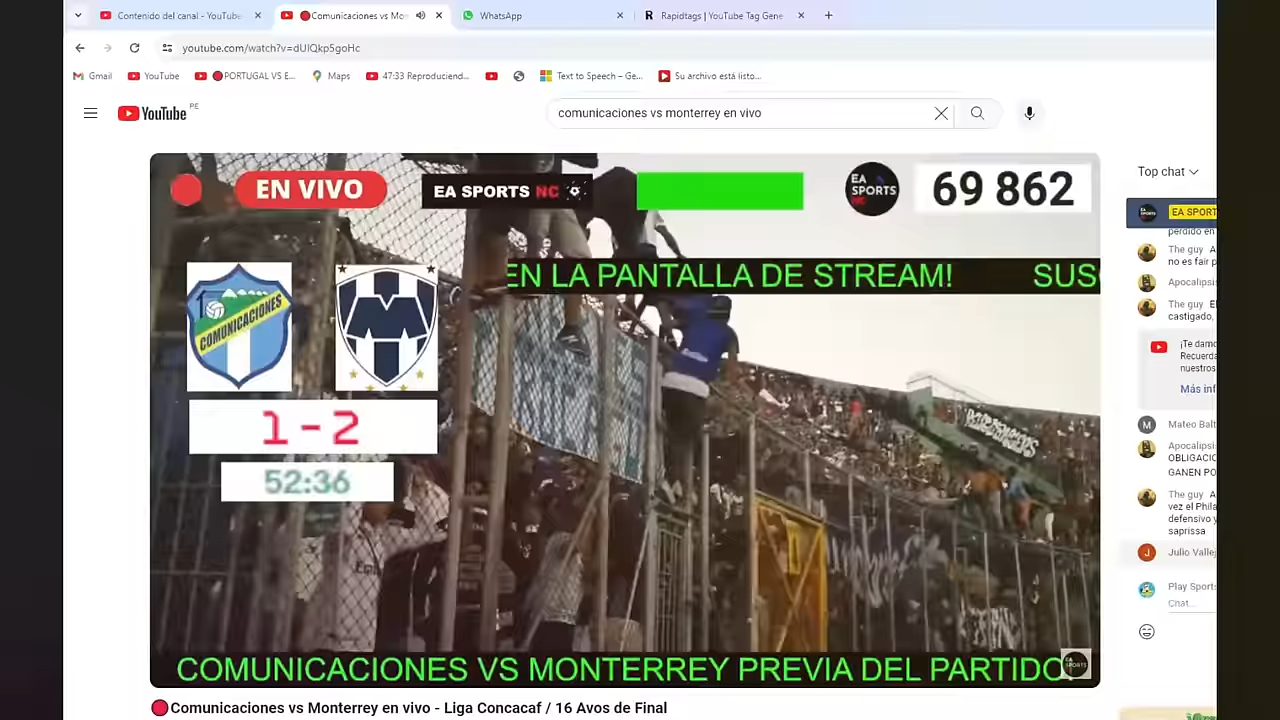 Contenido del canal - YouTube
Comunicaciones vs Mon
WhatsApp
Rapidtags | YouTube Tag Gene
youtube.com/watch?v=dUIQkp5goHc
Gmail
YouTube
PORTUGAL VS E...
Maps
47:33 Reproduciend...
Text to Speech – Ge...
Su archivo está listo...
YouTube PE
comunicaciones vs monterrey en vivo
EN VIVO
EA SPORTS NC
EA SPORTS NC
69 862
EN LA PANTALLA DE STREAM! SUS
COMUNICACIONES
M
1-2
52:36
COMUNICACIONES VS MONTERREY PREVIA DEL PARTIDO
EA SPORTS
Comunicaciones vs Monterrey en vivo - Liga Concacaf / 16 Avos de Final
Top chat
EA SPORT
perdido en
The guy A
no es fair p
Apocalipsi
The guy El
castigado,
¡Te damo
Recuerda
nuestros
Más inf
M
Mateo Balt
Apocalipsi
OBLIGACIO
GANEN PO
The guy A
vez el Phila
defensivo y
saprissa
J
Julio Vallej
Play Sport
Chat...